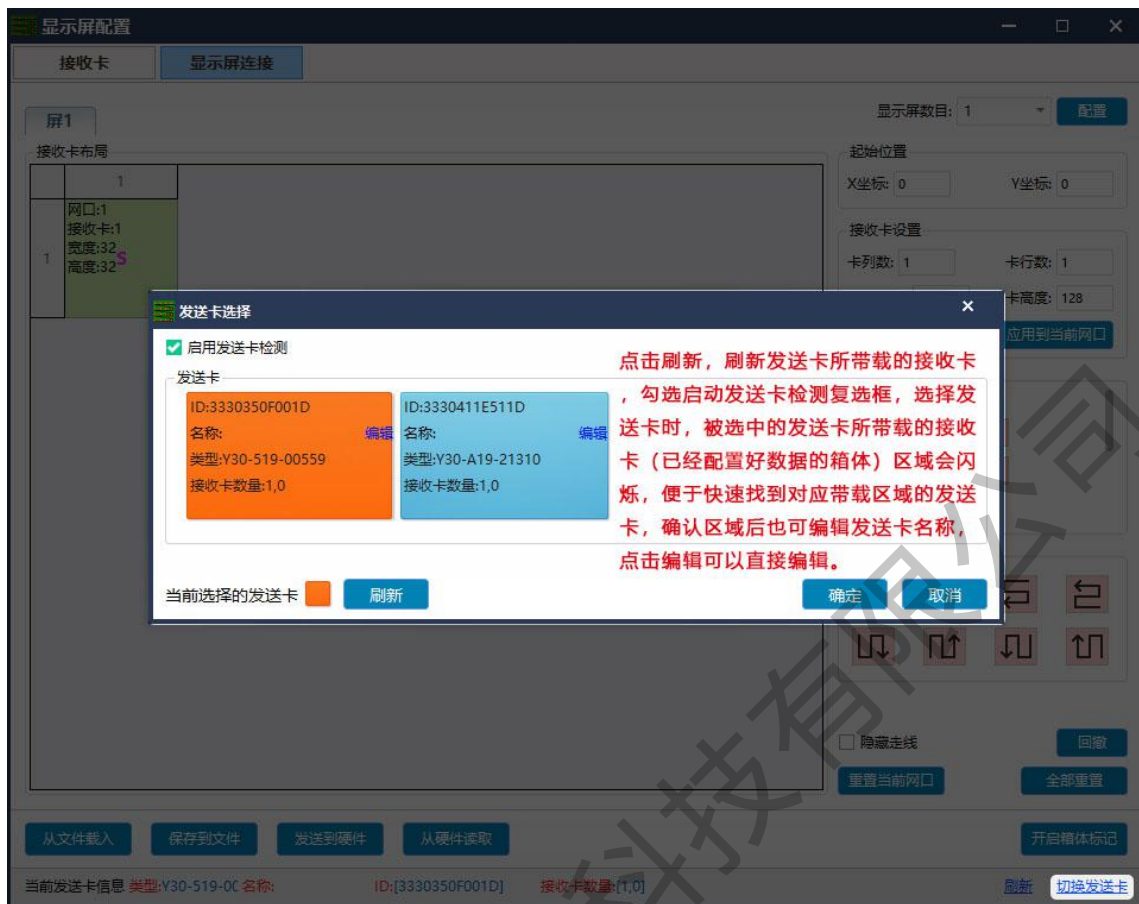 显示屏配置
接收卡
显示屏连接
屏1
显示屏数目: 1
配置
接收卡布局
起始位置
1
X坐标: 0
Y坐标: 0
网口:1
接收卡:1
宽度:32
高度:32
S
1
接收卡设置
卡列数: 1
卡行数: 1
卡高度: 128
应用到当前网口
发送卡选择
启用发送卡检测
发送卡
ID:3330350F001D
名称:
编辑
类型:Y30-519-00559
接收卡数量:1,0
ID:3330411E511D
名称:
编辑
类型:Y30-A19-21310
接收卡数量:1,0
点击刷新，刷新发送卡所带载的接收卡
，勾选启动发送卡检测复选框，选择发
送卡时，被选中的发送卡所带载的接收
卡（已经配置好数据的箱体）区域会闪
烁，便于快速找到对应带载区域的发送
卡，确认区域后也可编辑发送卡名称，
点击编辑可以直接编辑。
当前选择的发送卡
刷新
确定
取消
隐藏走线
回撤
重置当前网口
全部重置
从文件载入
保存到文件
发送到硬件
从硬件读取
开启箱体标记
当前发送卡信息 类型:Y30-519-0( 名称:
ID:[3330350F001D]
接收卡数量:[1,0]
刷新
切换发送卡
科技有限公司